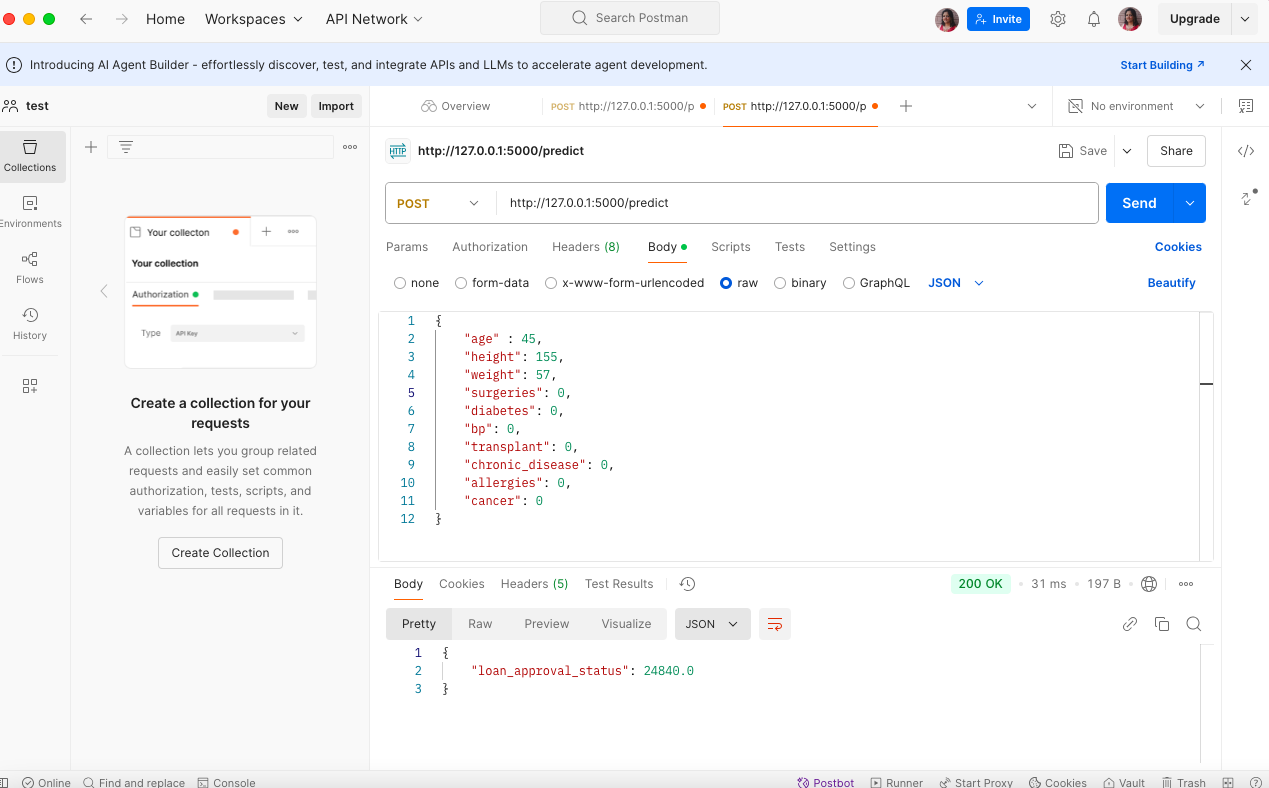 Home Workspaces API Network Search Postman Invite Upgrade
Introducing AI Agent Builder - effortlessly discover, test, and integrate APIs and LLMs to accelerate agent development. Start Building ↗
test New Import
Overview POST http://127.0.0.1:5000/p POST http://127.0.0.1:5000/p No environment
Collections
Environments
Flows
History
Your collecton
Your collection
Authorization
Type API Key
Create a collection for your
requests
A collection lets you group related
requests and easily set common
authorization, tests, scripts, and
variables for all requests in it.
Create Collection
HTTP http://127.0.0.1:5000/predict Save Share
POST http://127.0.0.1:5000/predict Send
Params Authorization Headers (8) Body Scripts Tests Settings Cookies
none form-data x-www-form-urlencoded raw binary GraphQL JSON Beautify
1 {
2 "age" : 45,
3 "height": 155,
4 "weight": 57,
5 "surgeries": 0,
6 "diabetes": 0,
7 "bp": 0,
8 "transplant": 0,
9 "chronic_disease": 0,
10 "allergies": 0,
11 "cancer": 0
12 }
Body Cookies Headers (5) Test Results 200 OK • 31 ms • 197 B •
Pretty Raw Preview Visualize JSON
1 {
2 "loan_approval_status": 24840.0
3 }
Online Find and replace Console Postbot Runner Start Proxy Cookies Vault Trash